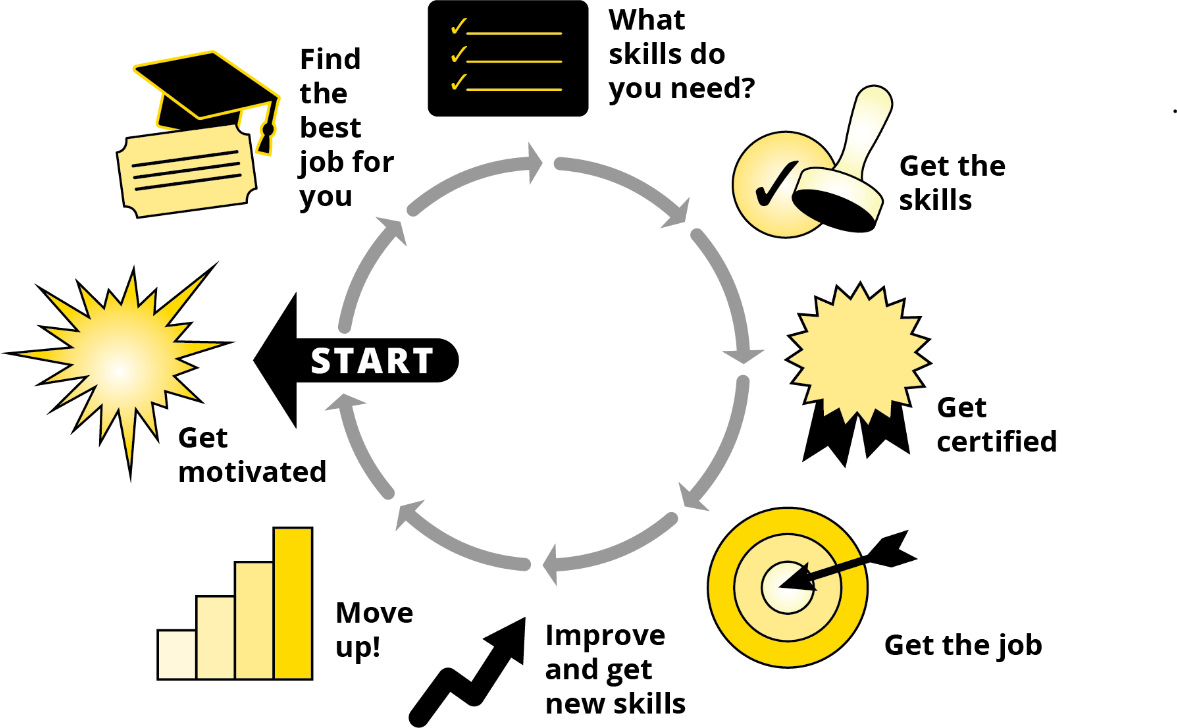 What
skills do
you need?
Find
the
best
job for
you
Get the
skills
START
Get
motivated
Get
certified
Move
up!
Improve
and get
new skills
Get the job